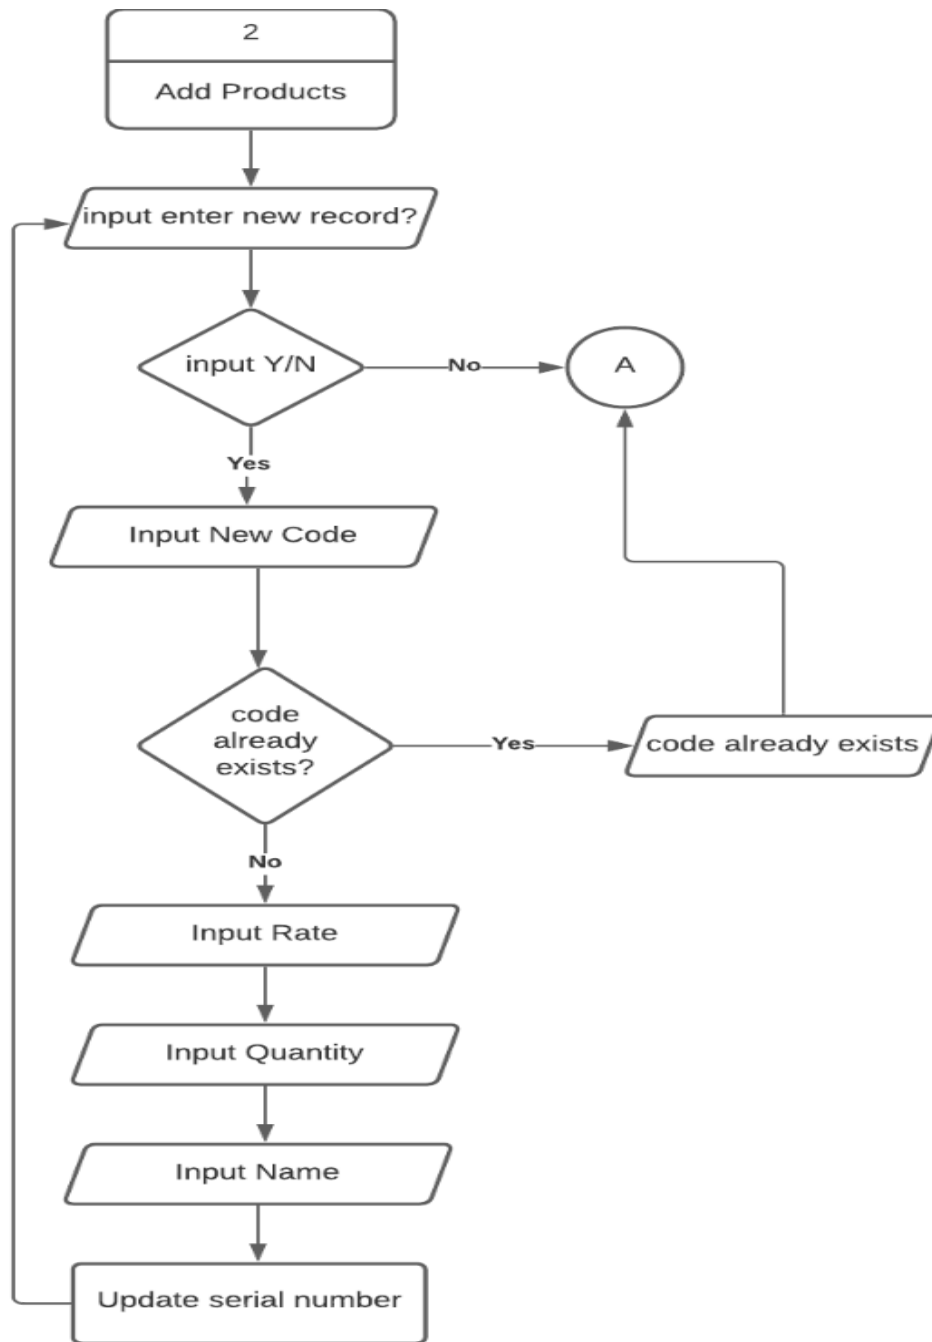 2
Add Products
input enter new record?
input Y/N
No
A
Yes
Input New Code
code
already
exists?
Yes
code already exists
No
Input Rate
Input Quantity
Input Name
Update serial number